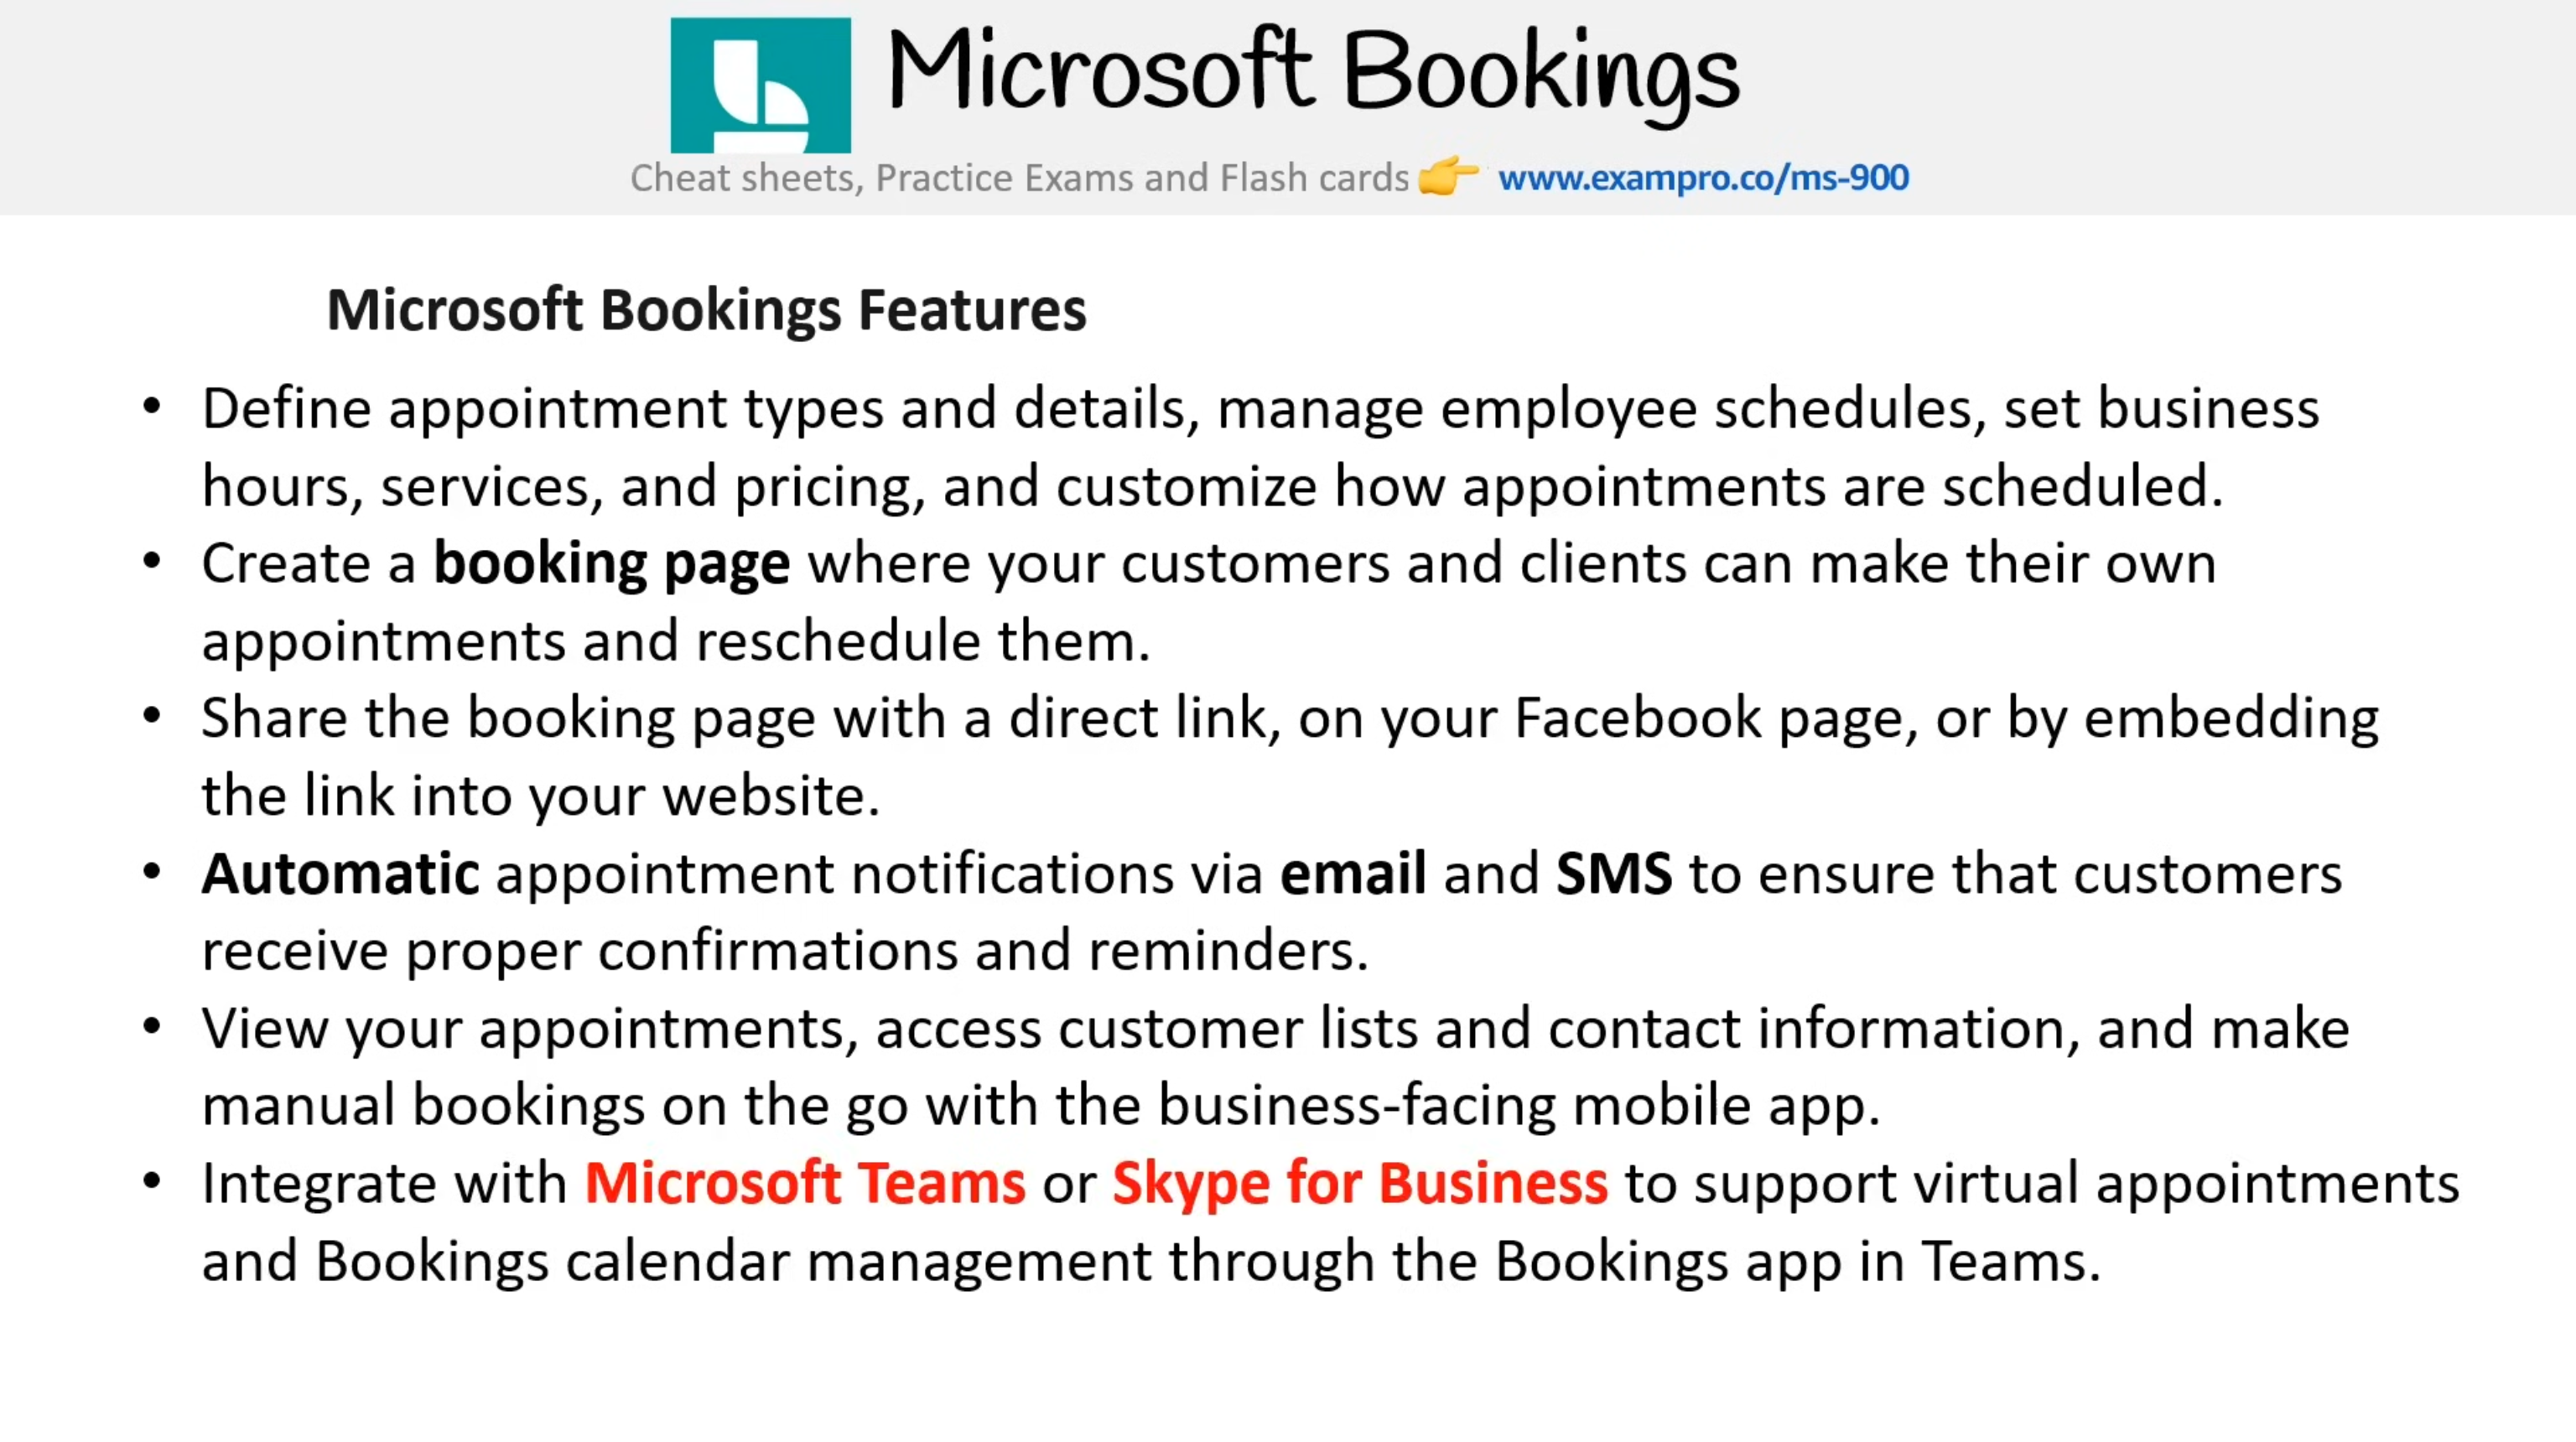 Microsoft Bookings
Cheat sheets, Practice Exams and Flash cards 👉 www.exampro.co/ms-900
Microsoft Bookings Features
• Define appointment types and details, manage employee schedules, set business
hours, services, and pricing, and customize how appointments are scheduled.
• Create a booking page where your customers and clients can make their own
appointments and reschedule them.
• Share the booking page with a direct link, on your Facebook page, or by embedding
the link into your website.
• Automatic appointment notifications via email and SMS to ensure that customers
receive proper confirmations and reminders.
• View your appointments, access customer lists and contact information, and make
manual bookings on the go with the business-facing mobile app.
• Integrate with Microsoft Teams or Skype for Business to support virtual appointments
and Bookings calendar management through the Bookings app in Teams.